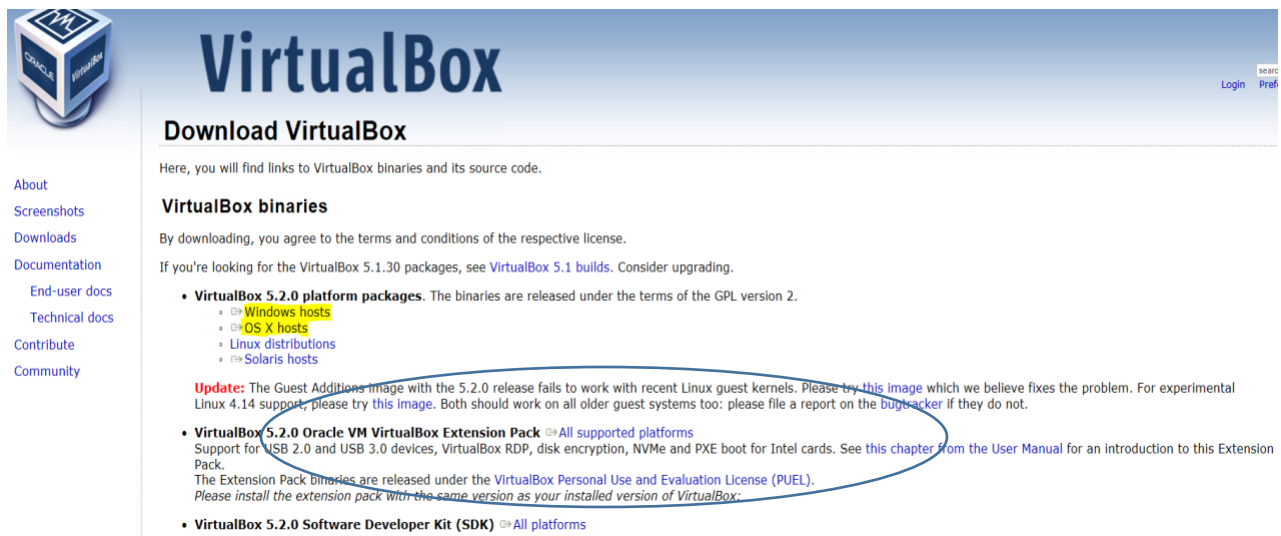 ORACLE
VirtualBox
VirtualBox
Login
Download VirtualBox
Here, you will find links to VirtualBox binaries and its source code.
About
Screenshots
Downloads
Documentation
End-user docs
Technical docs
Contribute
Community
VirtualBox binaries
By downloading, you agree to the terms and conditions of the respective license.
If you're looking for the VirtualBox 5.1.30 packages, see VirtualBox 5.1 builds. Consider upgrading.
• VirtualBox 5.2.0 platform packages. The binaries are released under the terms of the GPL version 2.
Windows hosts
OS X hosts
Linux distributions
Solaris hosts
Update: The Guest Additions image with the 5.2.0 release fails to work with recent Linux guest kernels. Please try this image which we believe fixes the problem. For experimental
Linux 4.14 support, please try this image. Both should work on all older guest systems too: please file a report on the bugtracker if they do not.
• VirtualBox 5.2.0 Oracle VM VirtualBox Extension Pack All supported platforms
Support for USB 2.0 and USB 3.0 devices, VirtualBox RDP, disk encryption, NVMe and PXE boot for Intel cards. See this chapter from the User Manual for an introduction to this Extension
Pack.
The Extension Pack binaries are released under the VirtualBox Personal Use and Evaluation License (PUEL).
Please install the extension pack with the same version as your installed version of VirtualBox:
• VirtualBox 5.2.0 Software Developer Kit (SDK) All platforms